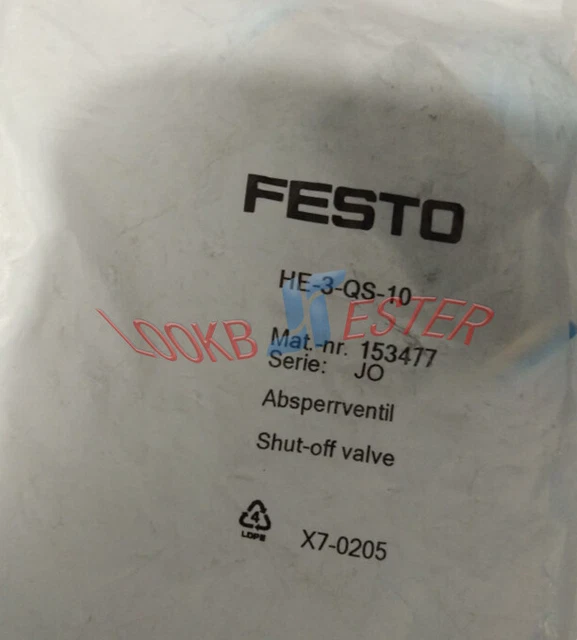 FESTO
HE-3-QS-10
LOOKB ESTER
Mat.-nr. 153477
Serie: JO
Absperrventil
Shut-off valve
4
LDPE
X7-0205